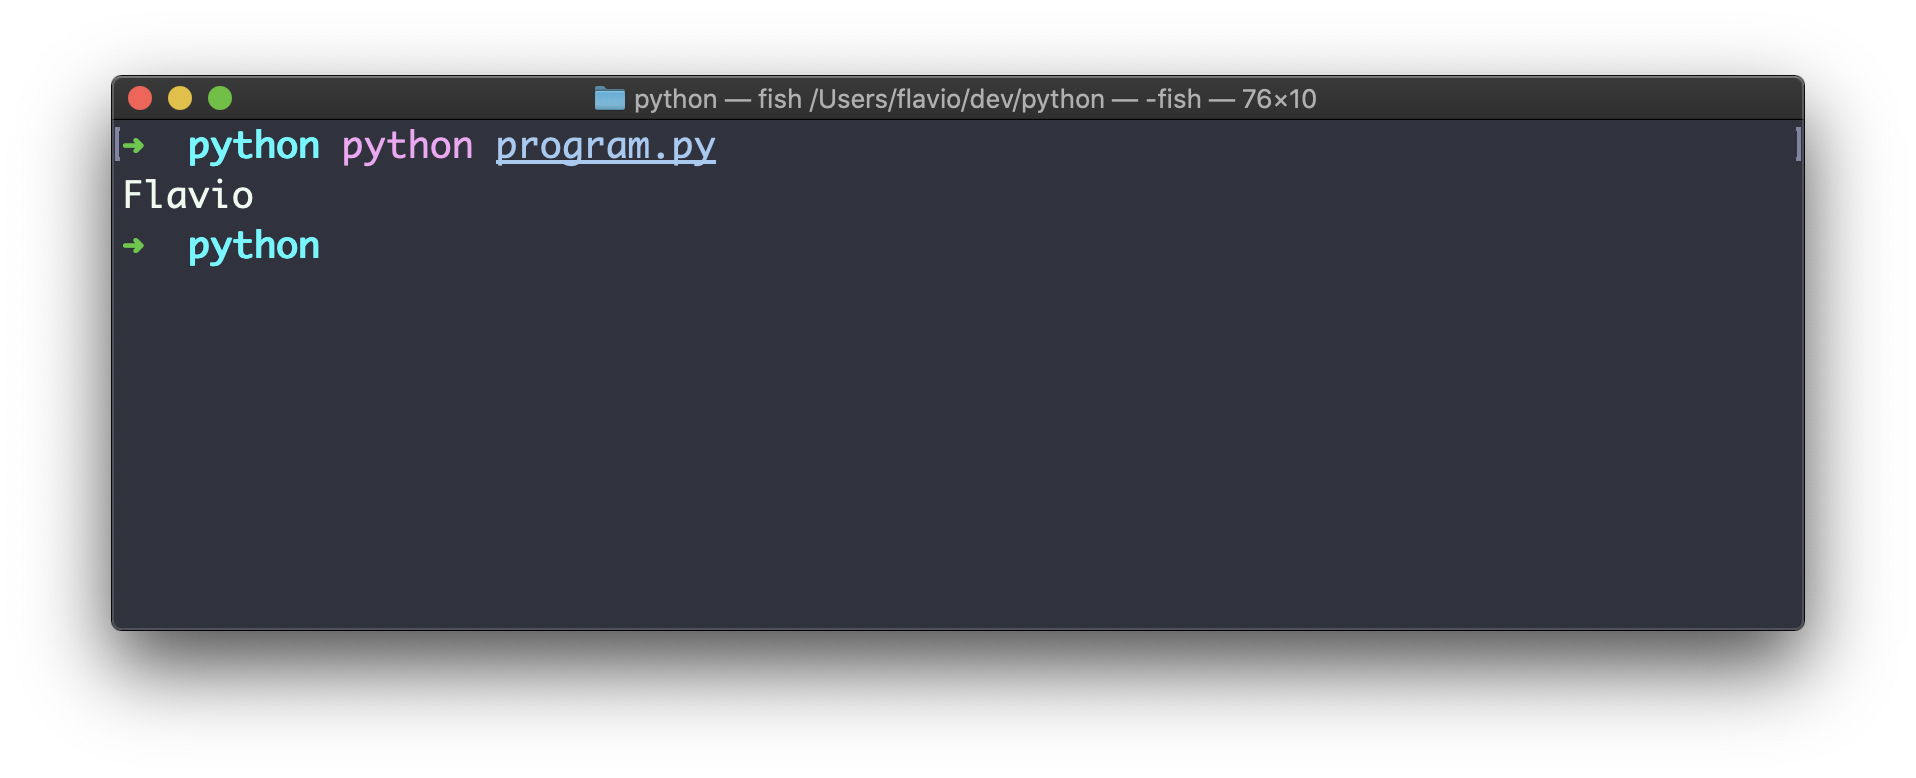 python — fish /Users/flavio/dev/python — -fish — 76×10
[➜  python python program.py ]
Flavio
➜  python